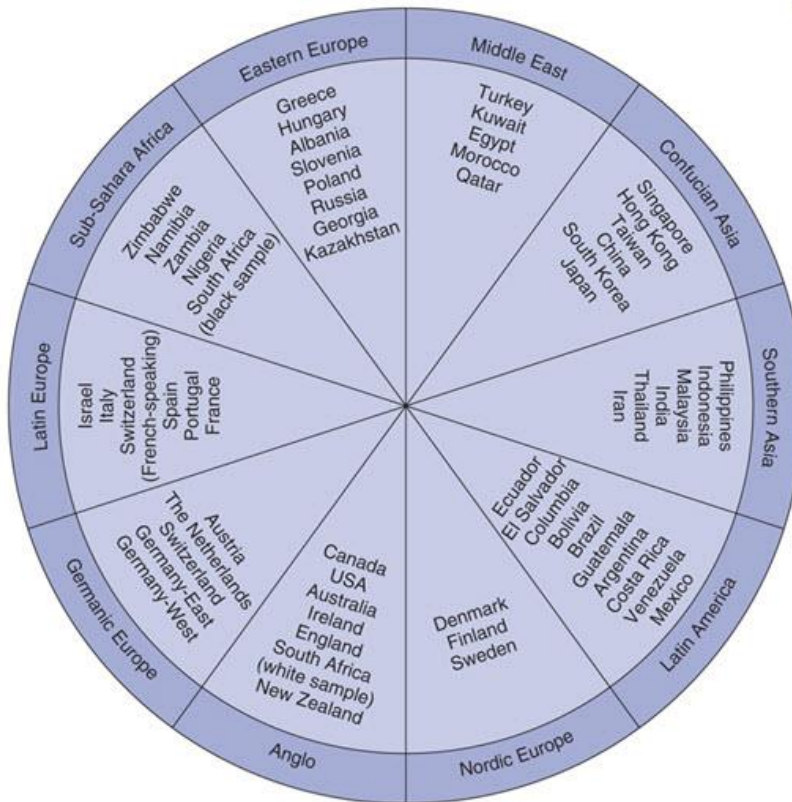 Eastern Europe
Greece
Hungary
Albania
Slovenia
Poland
Russia
Georgia
Kazakhstan
Middle East
Turkey
Kuwait
Egypt
Morocco
Qatar
Confucian Asia
Singapore
Hong Kong
Taiwan
China
South Korea
Japan
Southern Asia
Philippines
Indonesia
Malaysia
India
Thailand
Iran
Latin America
Ecuador
El Salvador
Columbia
Bolivia
Brazil
Guatemala
Argentina
Costa Rica
Venezuela
Mexico
Nordic Europe
Denmark
Finland
Sweden
Anglo
Canada
USA
Australia
Ireland
England
South Africa
(white sample)
New Zealand
Germanic Europe
Austria
The Netherlands
Switzerland
Germany-East
Germany-West
Latin Europe
Israel
Italy
Switzerland
(French-speaking)
Spain
Portugal
France
Sub-Sahara Africa
Zimbabwe
Namibia
Zambia
Nigeria
South Africa
(black sample)